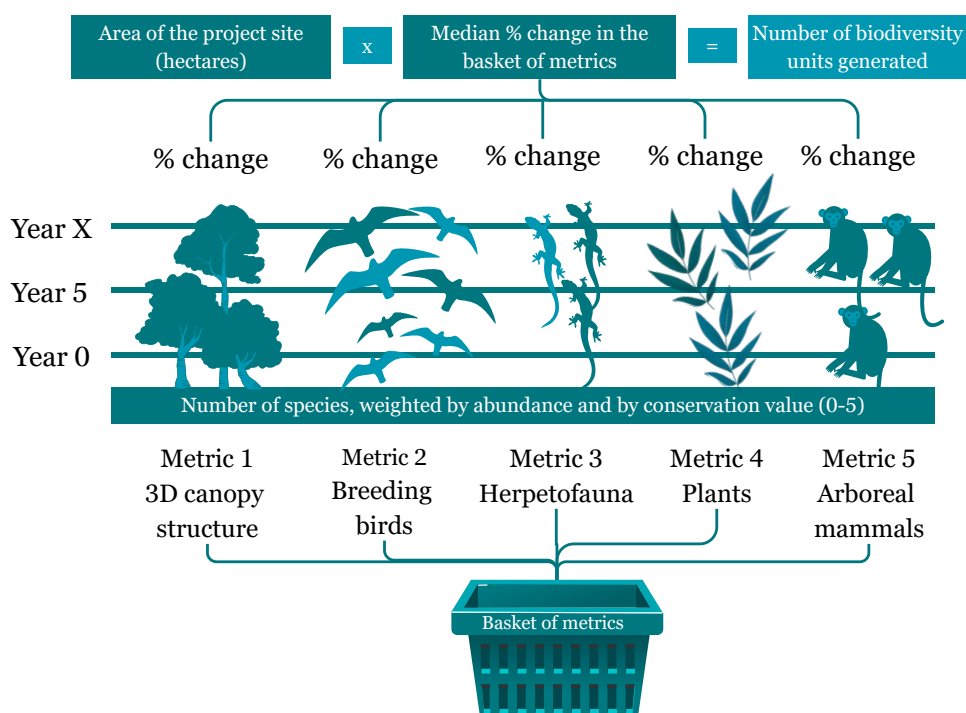 Area of the project site
(hectares)
x
Median % change in the
basket of metrics
=
Number of biodiversity
units generated
% change
% change
% change
% change
% change
Year X
Year 5
Year 0
Number of species, weighted by abundance and by conservation value (0-5)
Metric 1
3D canopy
structure
Metric 2
Breeding
birds
Metric 3
Herpetofauna
Metric 4
Plants
Metric 5
Arboreal
mammals
Basket of metrics